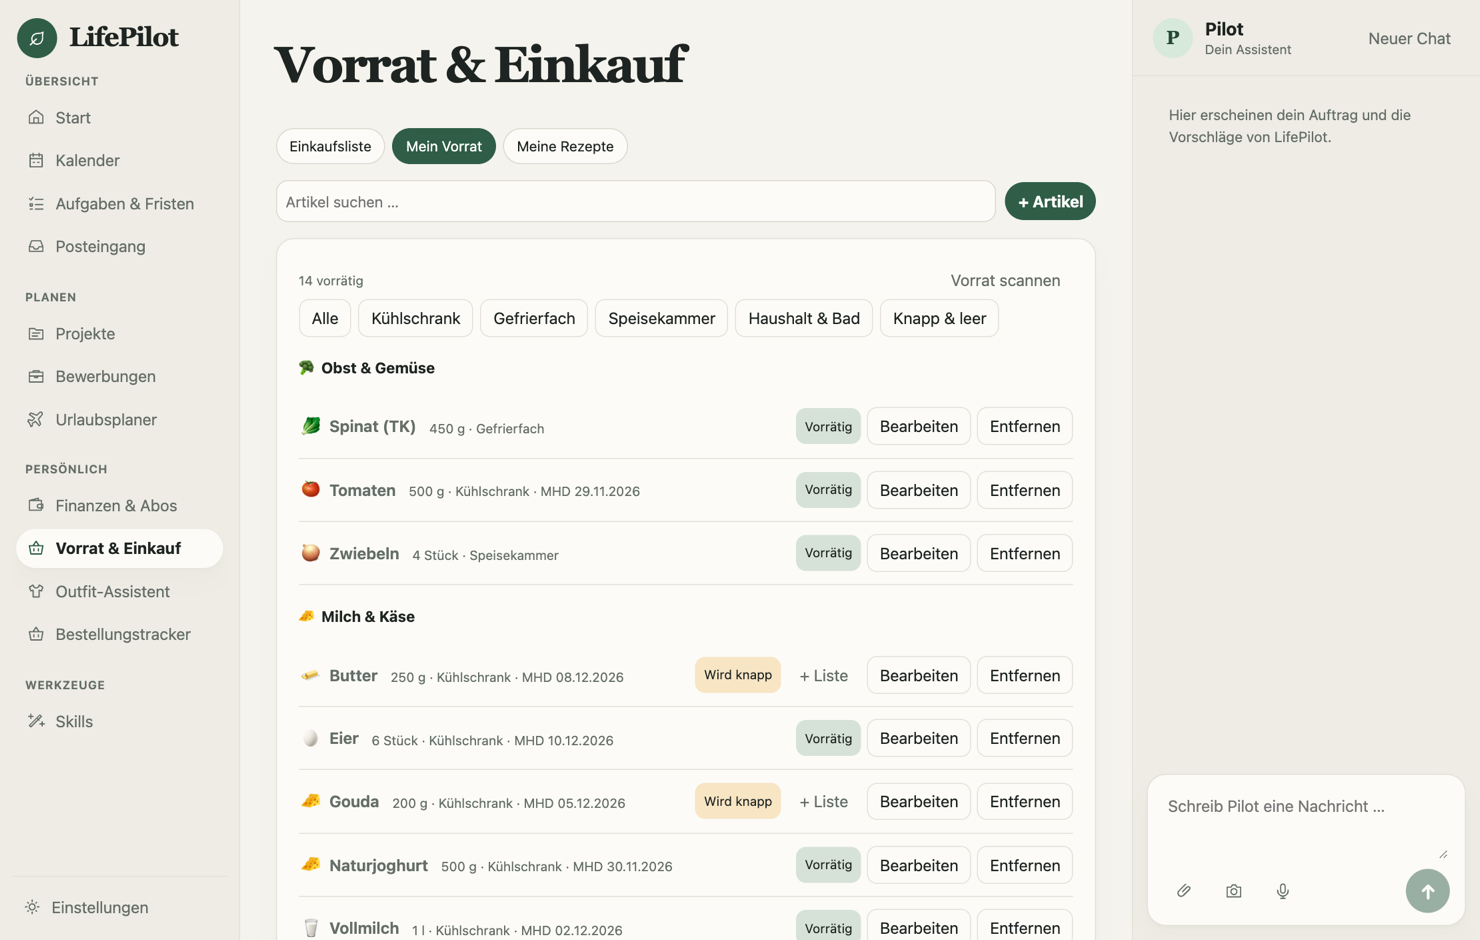 LifePilot
ÜBERSICHT
Start
Kalender
Aufgaben & Fristen
Posteingang
PLANEN
Projekte
Bewerbungen
Urlaubsplaner
PERSÖNLICH
Finanzen & Abos
Vorrat & Einkauf
Outfit-Assistent
Bestellungstracker
WERKZEUGE
Skills
Einstellungen
Vorrat & Einkauf
Einkaufsliste Mein Vorrat Meine Rezepte
Artikel suchen ... + Artikel
14 vorrätig Vorrat scannen
Alle Kühlschrank Gefrierfach Speisekammer Haushalt & Bad Knapp & leer
Obst & Gemüse
Spinat (TK) 450 g · Gefrierfach Vorrätig Bearbeiten Entfernen
Tomaten 500 g · Kühlschrank · MHD 29.11.2026 Vorrätig Bearbeiten Entfernen
Zwiebeln 4 Stück · Speisekammer Vorrätig Bearbeiten Entfernen
Milch & Käse
Butter 250 g · Kühlschrank · MHD 08.12.2026 Wird knapp + Liste Bearbeiten Entfernen
Eier 6 Stück · Kühlschrank · MHD 10.12.2026 Vorrätig Bearbeiten Entfernen
Gouda 200 g · Kühlschrank · MHD 05.12.2026 Wird knapp + Liste Bearbeiten Entfernen
Naturjoghurt 500 g · Kühlschrank · MHD 30.11.2026 Vorrätig Bearbeiten Entfernen
Vollmilch 1 l · Kühlschrank · MHD 02.12.2026 Vorrätig Bearbeiten Entfernen
P Pilot
Dein Assistent
Neuer Chat
Hier erscheinen dein Auftrag und die
Vorschläge von LifePilot.
Schreib Pilot eine Nachricht ...